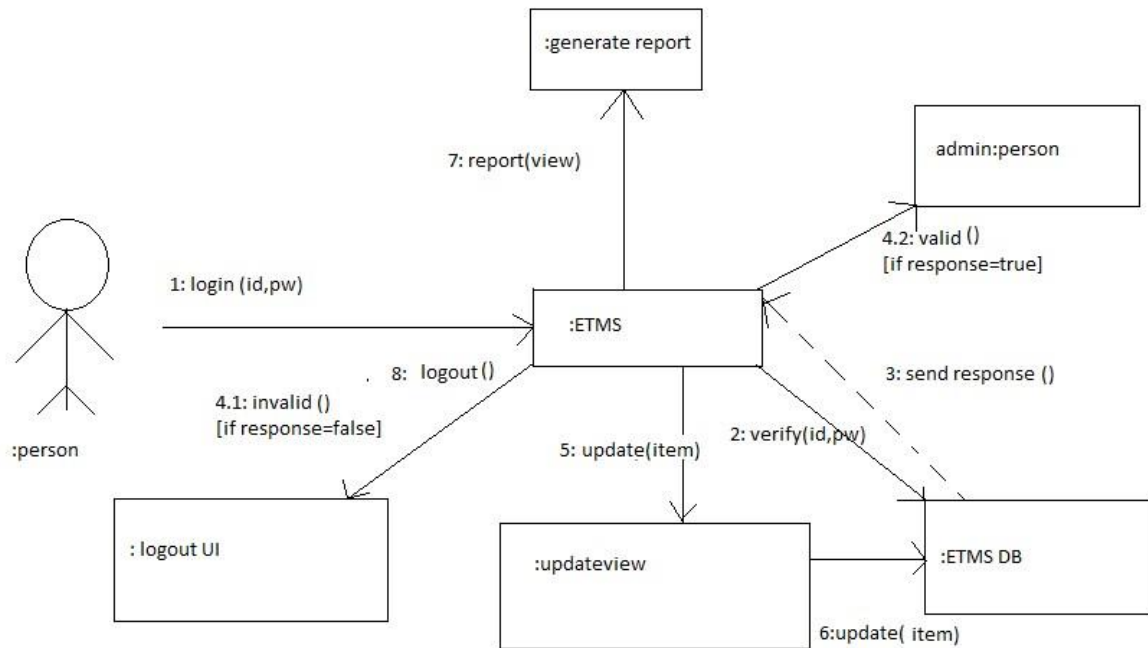 :generate report
admin:person
7: report(view)
4.2: valid ()
[if response=true]
1: login (id,pw)
:ETMS
8: logout ()
3: send response ()
4.1: invalid ()
[if response=false]
:person
5: update(item)
2: verify(id,pw)
: logout UI
:updateview
:ETMS DB
6:update( item)